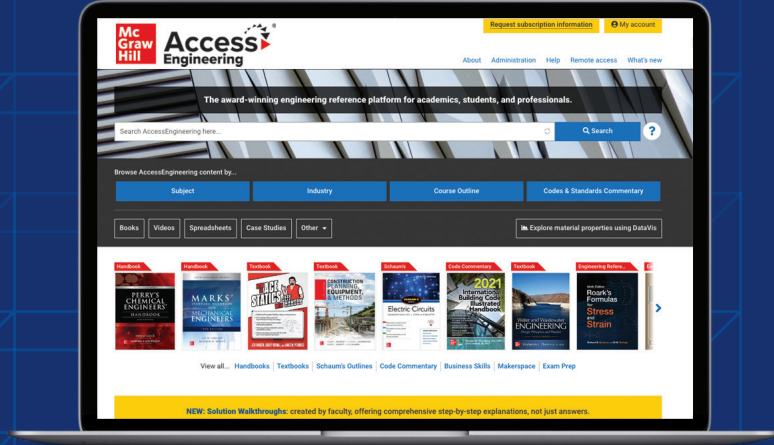 Mc
Graw
Hill
Access
Engineering
Request subscription information
My account
About Administration Help Remote access What's new
The award-winning engineering reference platform for academics, students, and professionals.
Search AccessEngineering here...
Search
?
Browse AccessEngineering content by...
Subject Industry Course Outline Codes & Standards Commentary
Books Videos Spreadsheets Case Studies Other
Explore material properties using DataVis
Handbook Handbook Textbook Textbook Schaum's Code Commentary Textbook Engineering Refere...
PERRY'S
CHEMICAL
ENGINEERS'
HANDBOOK
MARKS'
MECHANICAL
ENGINEERS
STATICS
CONSTRUCTION
PLANNING,
EQUIPMENT,
& METHODS
Electric Circuits
2021
International
Building Code
Illustrated
Handbook
Water and Wastewater
ENGINEERING
Roark's
Formulas
for
Stress
and
Strain
View all... Handbooks Textbooks Schaum's Outlines Code Commentary Business Skills Makerspace Exam Prep
NEW: Solution Walkthroughs: created by faculty, offering comprehensive step-by-step explanations, not just answers.